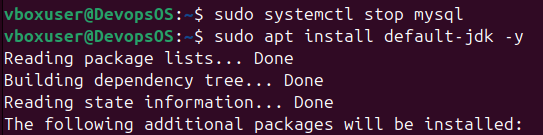 vboxuser@DevopsOS:~$ sudo systemctl stop mysql
vboxuser@DevopsOS:~$ sudo apt install default-jdk -y
Reading package lists... Done
Building dependency tree... Done
Reading state information... Done
The following additional packages will be installed: